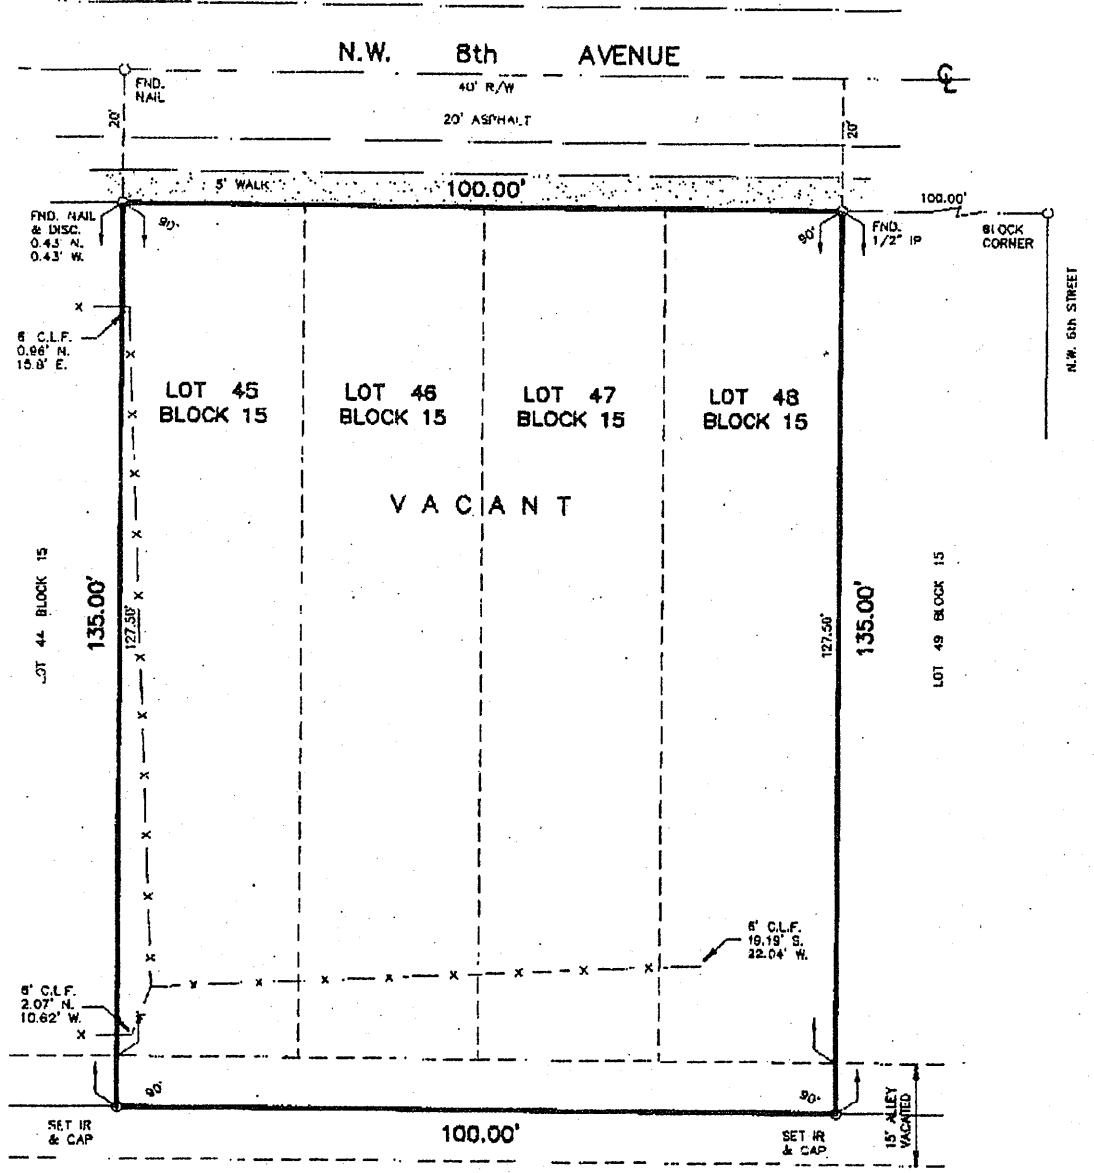 N.W. 8th AVENUE
FND.
NAIL
40' R/W
20'
20' ASPHALT
20'
5' WALK
100.00'
100.00'
FND. NAIL
& DISC.
0.43' N.
0.43' W.
90°
90°
FND.
1/2" IP
BLOCK
CORNER
N.W. 6th STREET
6' C.L.F.
0.96' N.
15.8' E.
LOT 45
BLOCK 15
LOT 46
BLOCK 15
LOT 47
BLOCK 15
LOT 48
BLOCK 15
VACANT
LOT 44 BLOCK 15
135.00'
127.50'
127.50'
135.00'
LOT 49 BLOCK 15
6' C.L.F.
19.19' S.
22.04' W.
6' C.L.F.
2.07' N.
10.62' W.
90°
90°
SET IR
& CAP
100.00'
SET IR
& CAP
15' ALLEY
VACATED